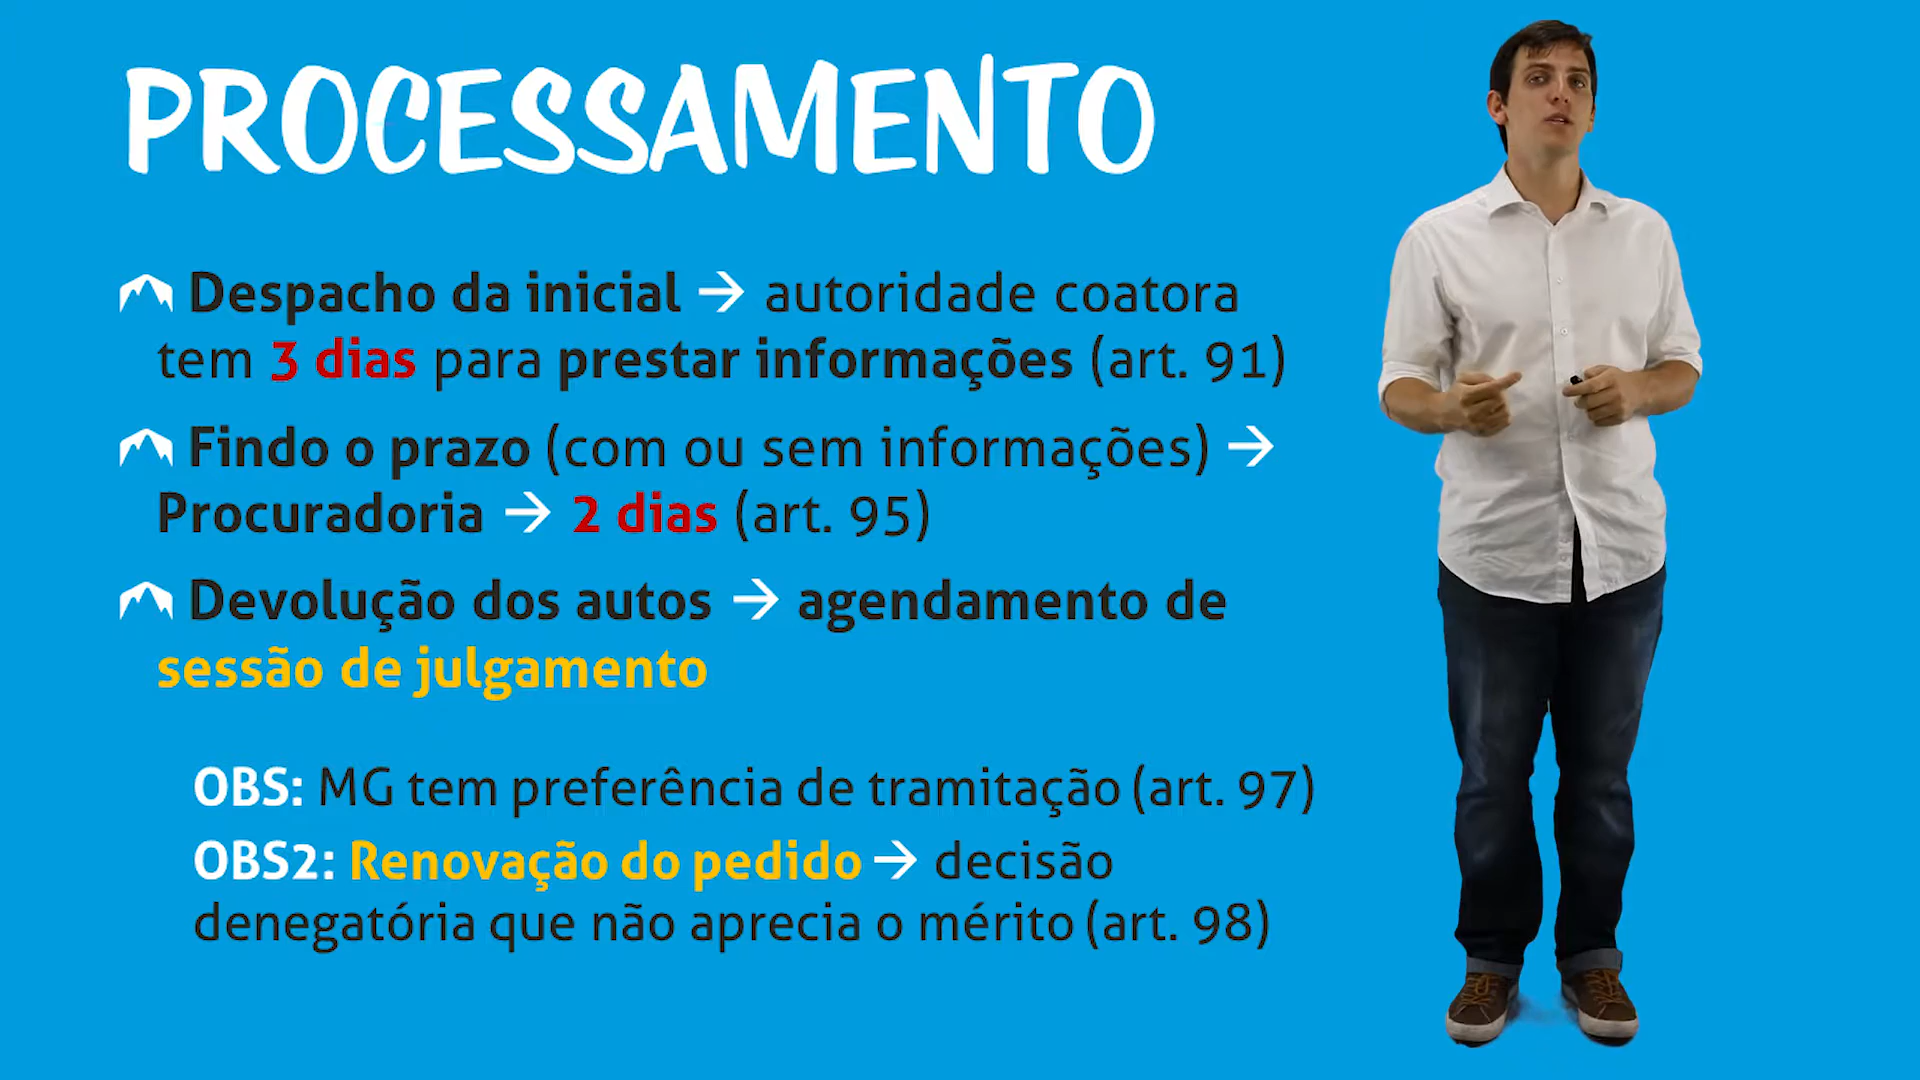 PROCESSAMENTO
Despacho da inicial → autoridade coatora
tem 3 dias para prestar informações (art. 91)
Findo o prazo (com ou sem informações) →
Procuradoria → 2 dias (art. 95)
Devolução dos autos → agendamento de
sessão de julgamento
OBS: MG tem preferência de tramitação (art. 97)
OBS2: Renovação do pedido → decisão
denegatória que não aprecia o mérito (art. 98)